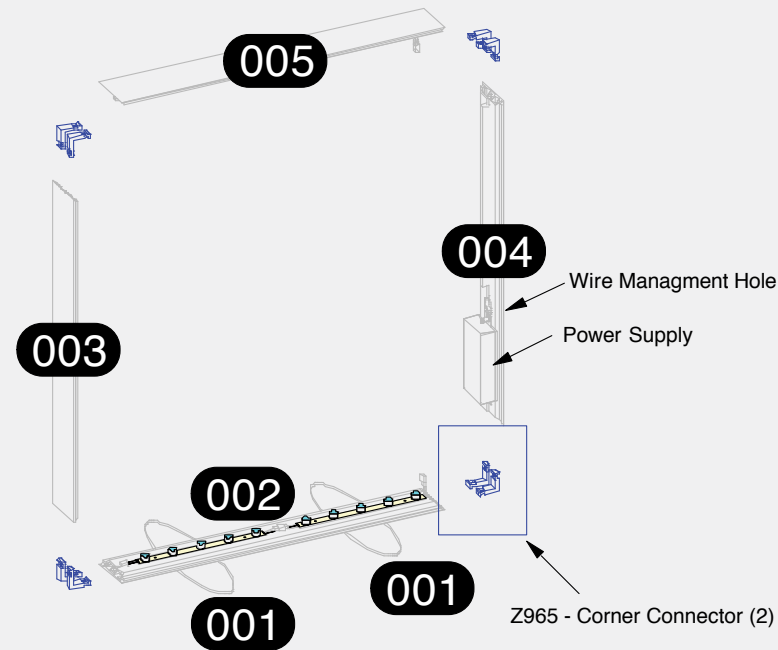 005
004
Wire Managment Hole
Power Supply
003
002
001
001
Z965 - Corner Connector (2)